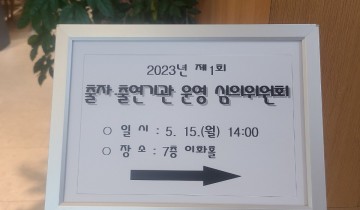 2023년 제1회
출자·출연기관 운영 심의위원회
○ 일 시 : 5. 15.(월) 14:00
○ 장 소 : 7층 이화홀